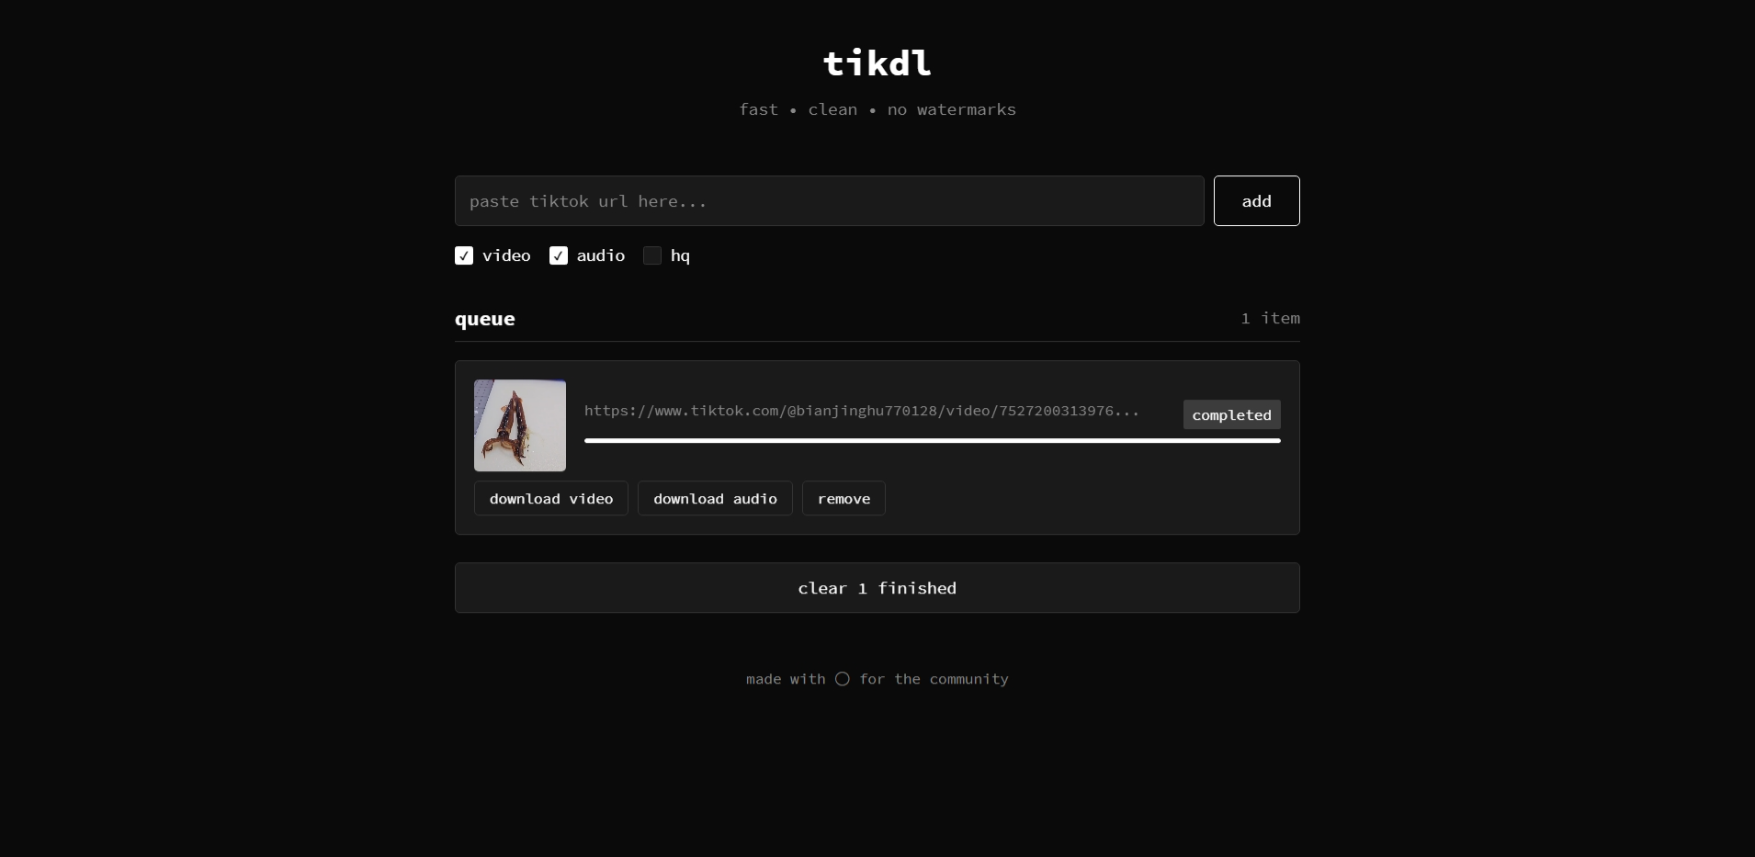 tikdl
fast • clean • no watermarks
paste tiktok url here...
add
video audio hq
queue
1 item
https://www.tiktok.com/@bianjinghu770128/video/7527200313976...
completed
download video
download audio
remove
clear 1 finished
made with ○ for the community